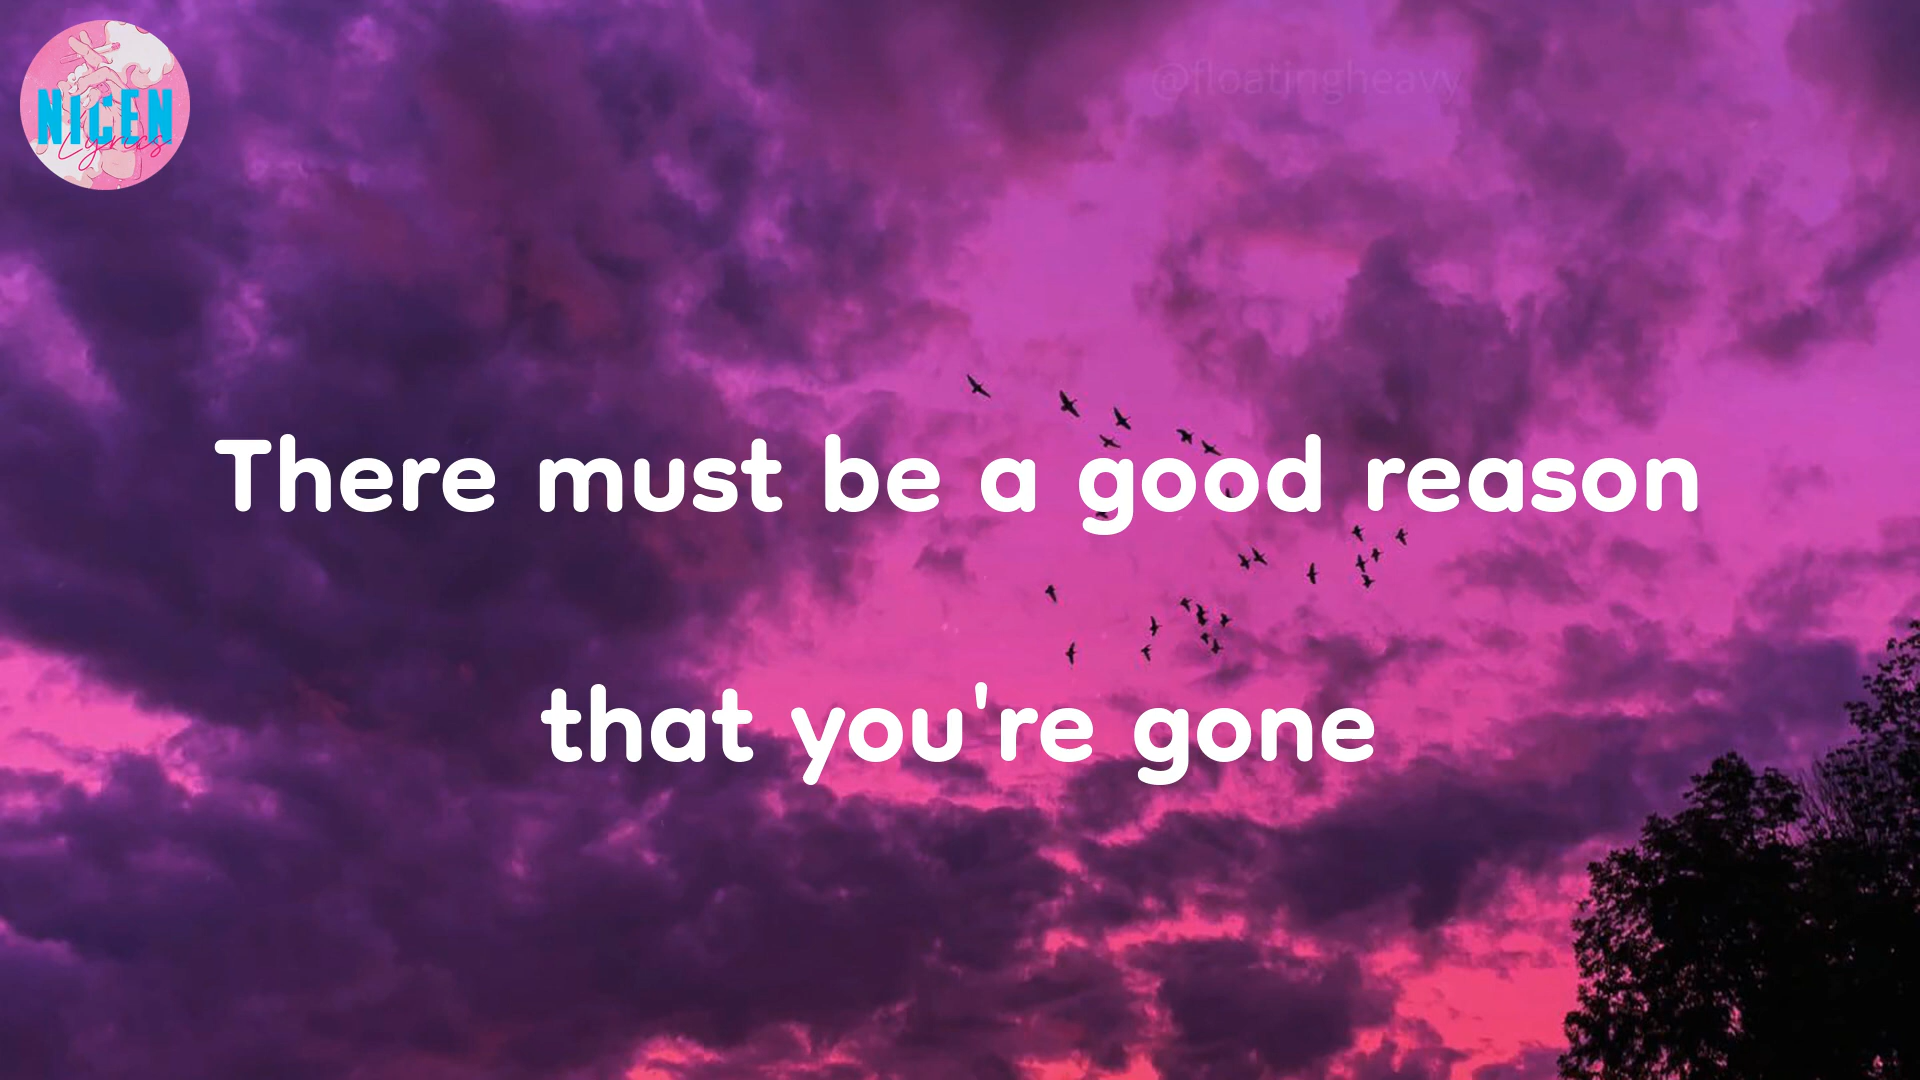 NICEN
Lyrics
@floatingheavy
There must be a good reason
that you're gone